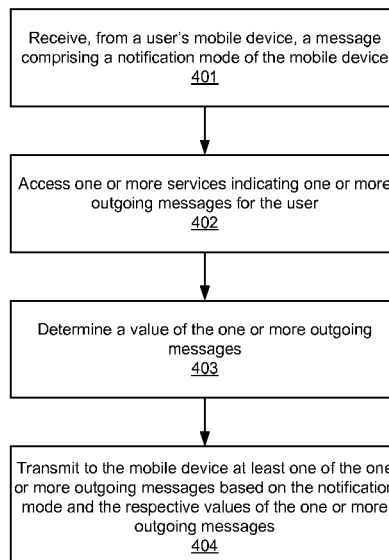 Receive, from a user's mobile device, a message
comprising a notification mode of the mobile device
401
Access one or more services indicating one or more
outgoing messages for the user
402
Determine a value of the one or more outgoing
messages
403
Transmit to the mobile device at least one of the one
or more outgoing messages based on the notification
mode and the respective values of the one or more
outgoing messages
404